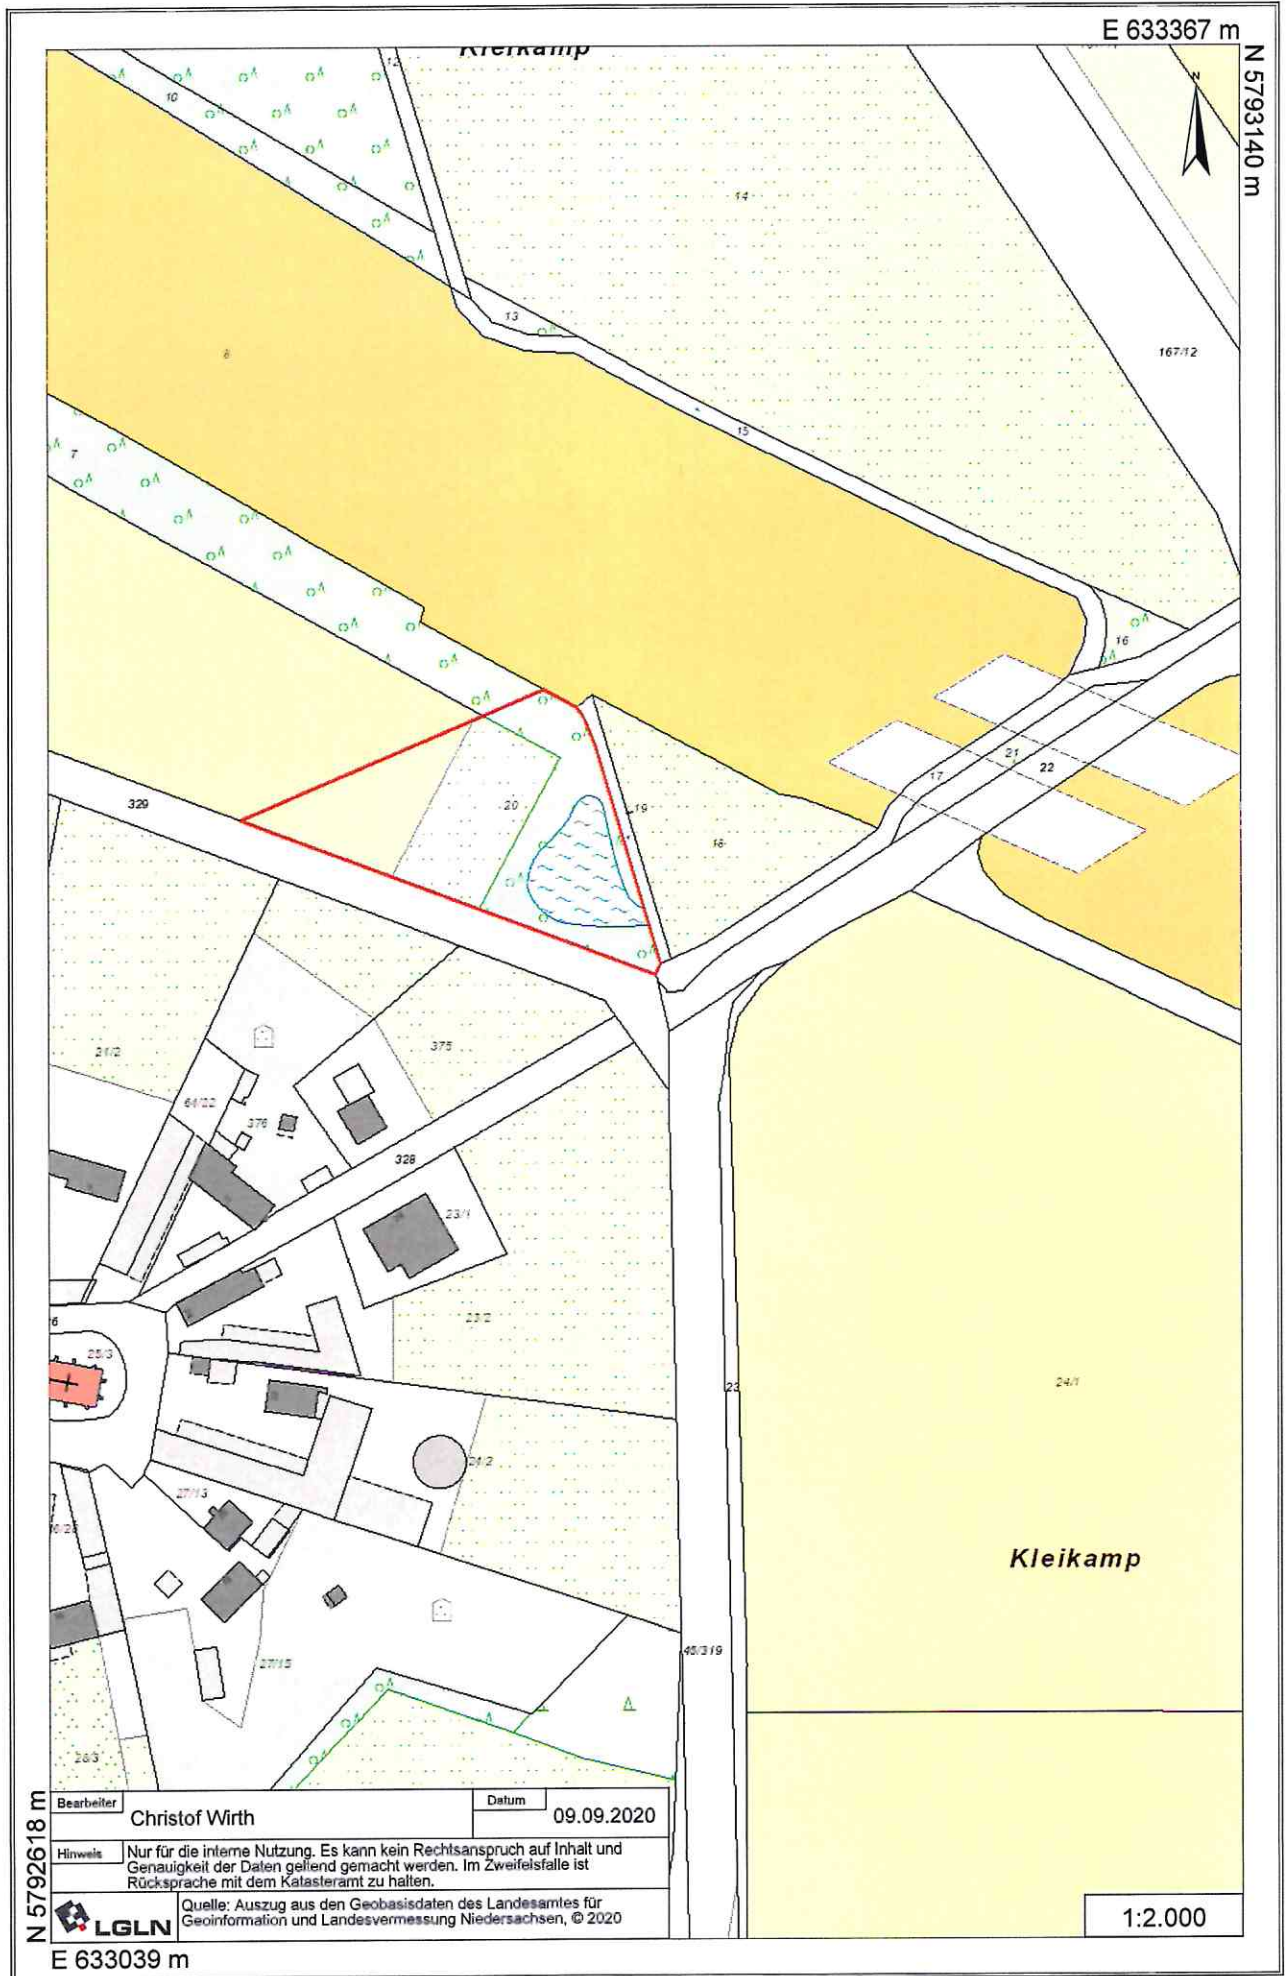 E 633367 m
N 5793140 m
Kleikamp
N
12
10
14
13
167/12
8
15
7
16
21
22
17
329
20
19
18
375
21/2
64/22
376
328
23/1
23/2
25/3
23
24/1
24/2
27/13
Kleikamp
27/15
45/319
26/3
N 5792618 m
Bearbeiter
Christof Wirth
Datum
09.09.2020
Hinweis
Nur für die interne Nutzung. Es kann kein Rechtsanspruch auf Inhalt und
Genauigkeit der Daten geltend gemacht werden. Im Zweifelsfalle ist
Rücksprache mit dem Katasteramt zu halten.
LGLN
Quelle: Auszug aus den Geobasisdaten des Landesamtes für
Geoinformation und Landesvermessung Niedersachsen, © 2020
1:2.000
E 633039 m